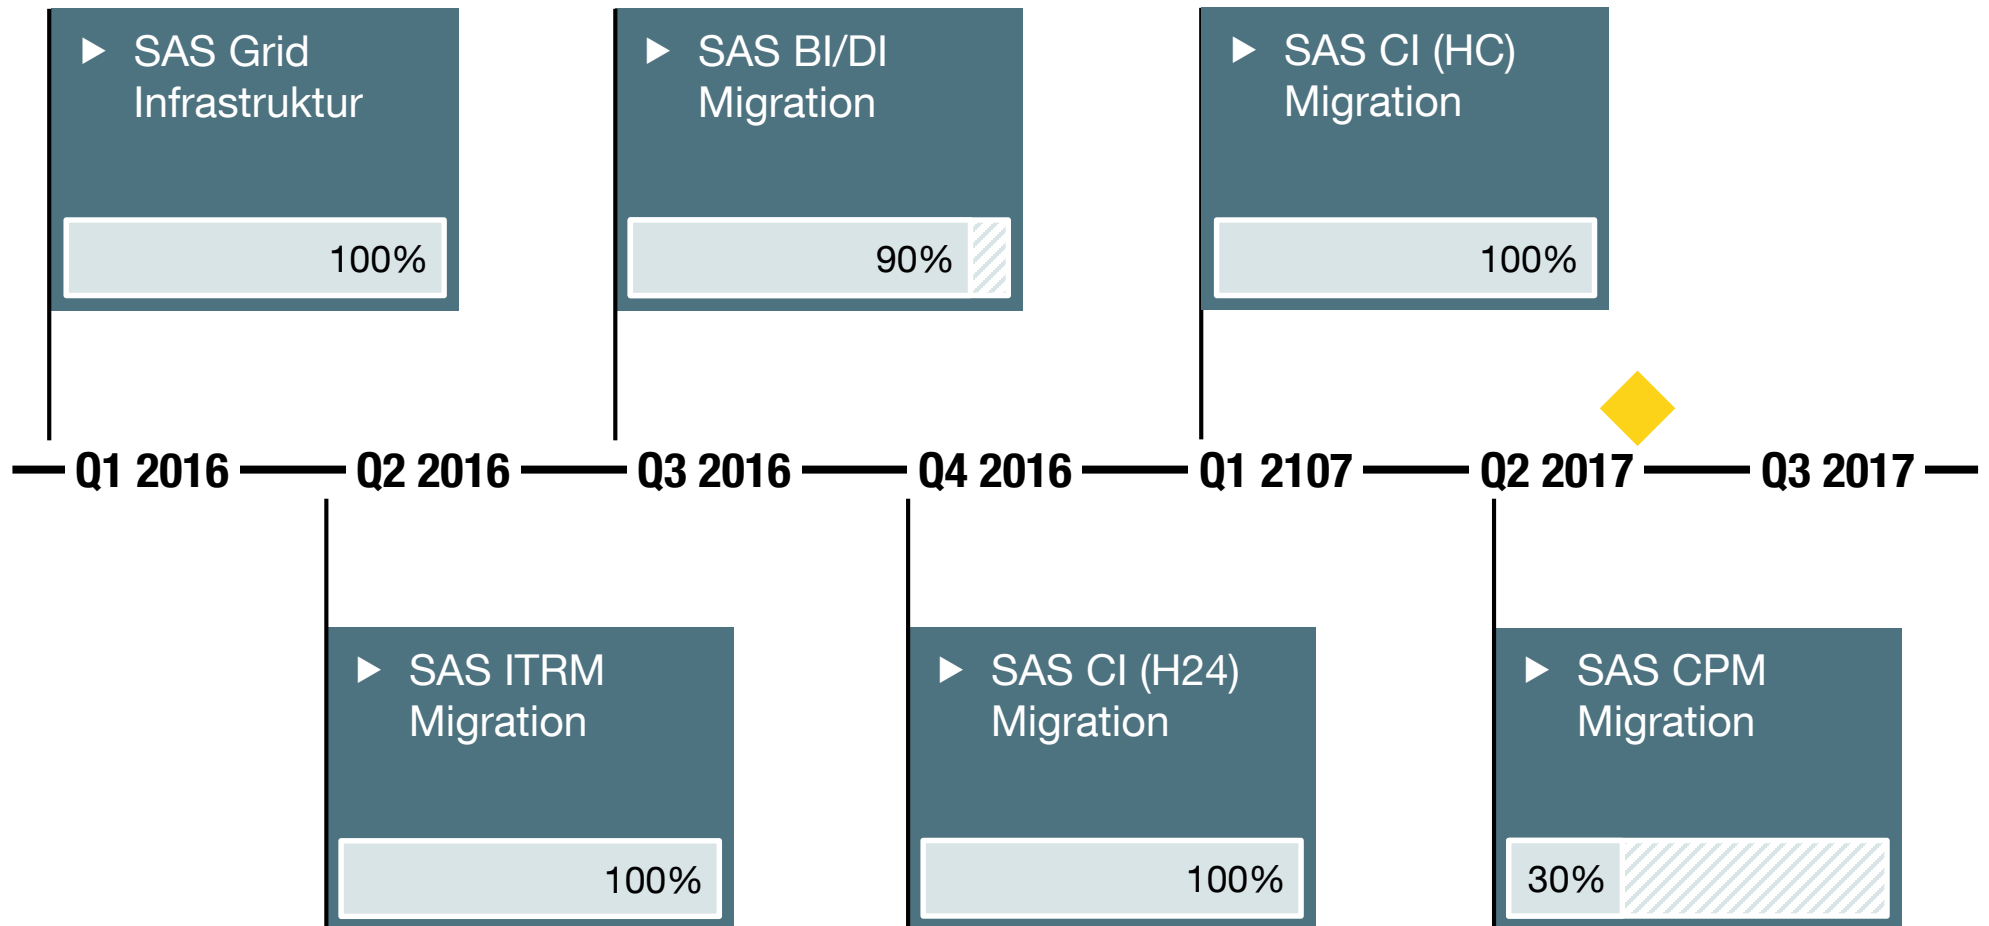 SAS Grid
Infrastruktur
100%
SAS BI/DI
Migration
90%
SAS CI (HC)
Migration
100%
Q1 2016
Q2 2016
Q3 2016
Q4 2016
Q1 2107
Q2 2017
Q3 2017
SAS ITRM
Migration
100%
SAS CI (H24)
Migration
100%
SAS CPM
Migration
30%